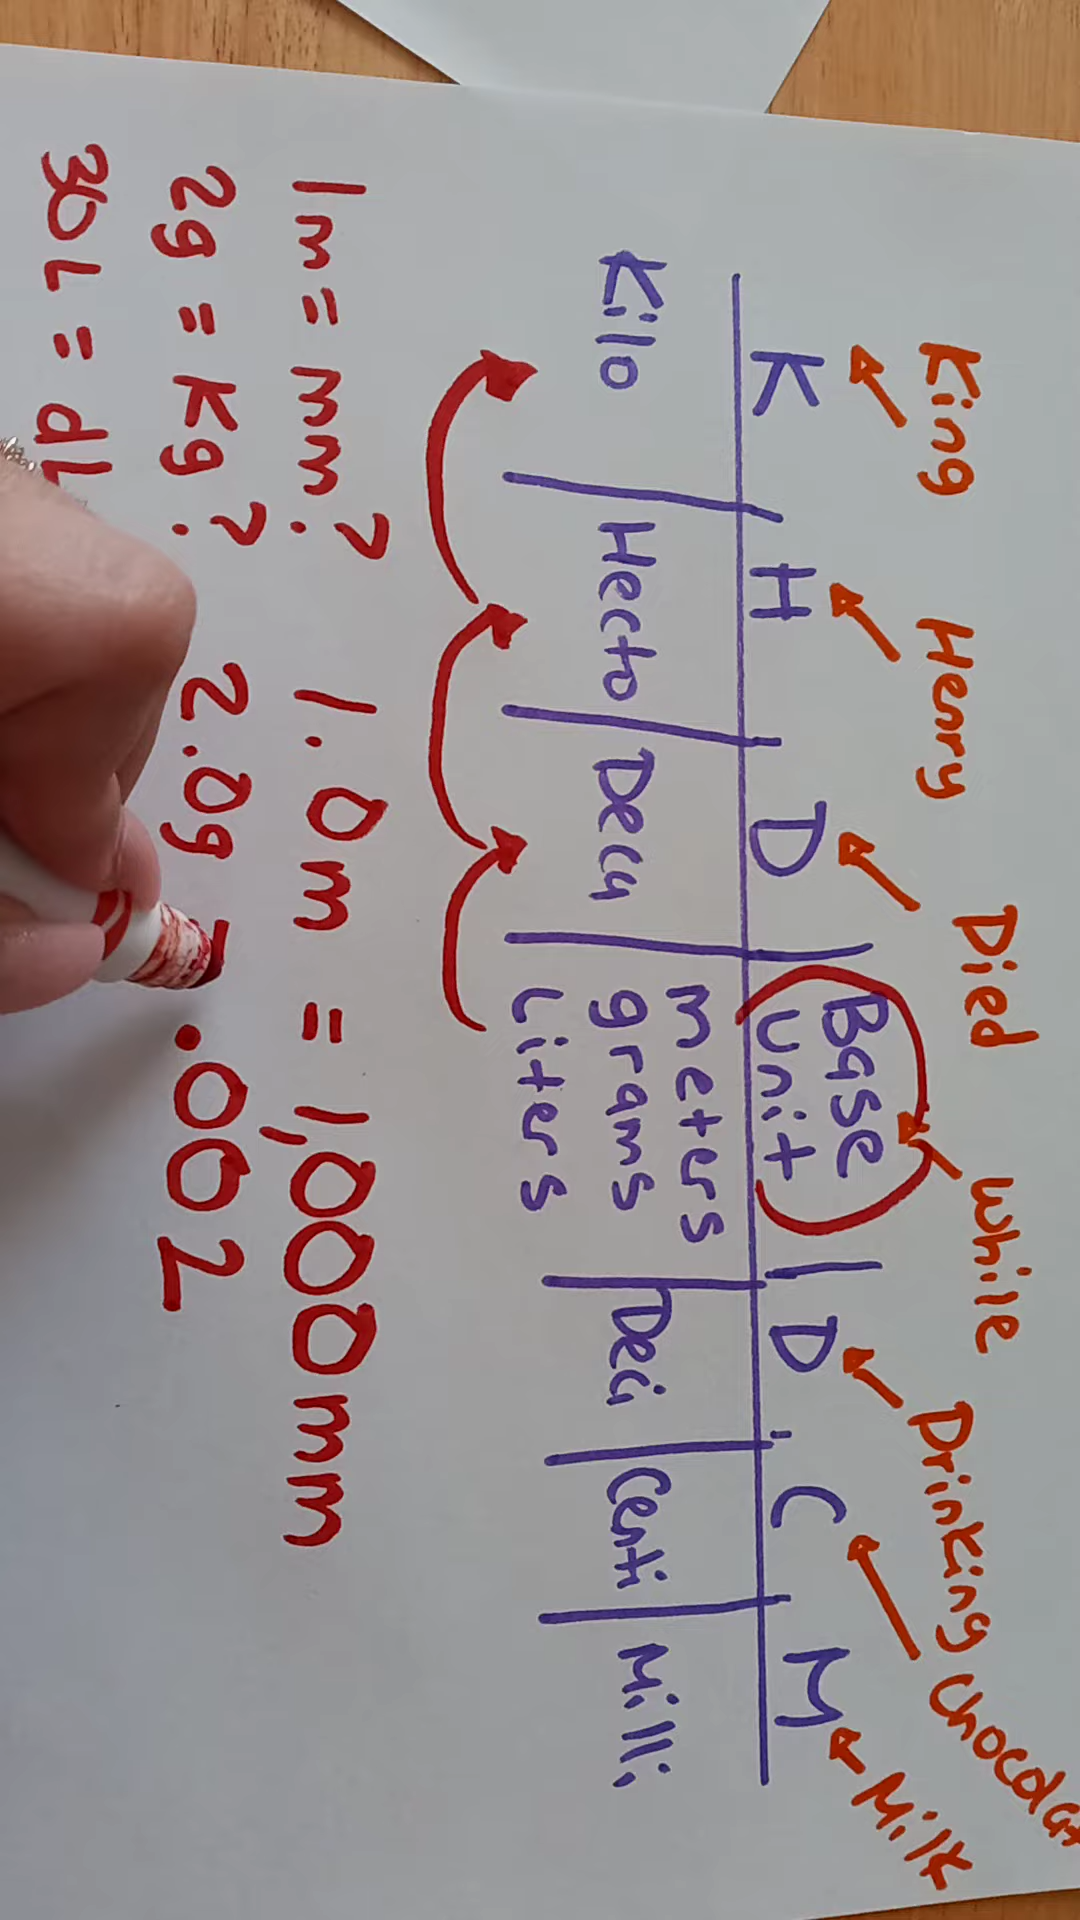 King Henry Died While Drinking Chocolat
Milk
K H D Base Unit D C M
Kilo Hecto Deca meters Deci Centi Milli
grams
Liters
1m = mm? 1.0m = 1,000mm
2g = kg? 2.0g = .002
30L = dL